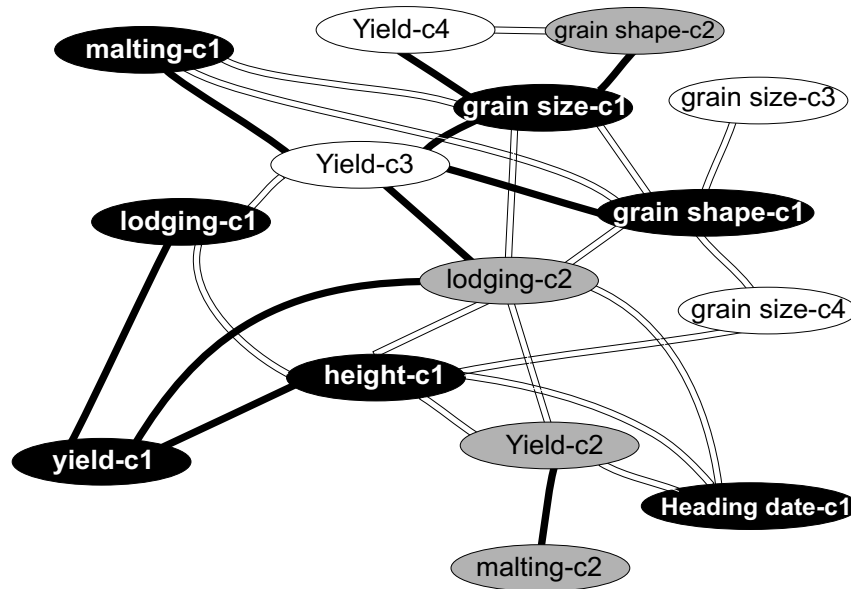 Yield-c4
grain shape-c2
malting-c1
grain size-c1
grain size-c3
Yield-c3
lodging-c1
grain shape-c1
lodging-c2
grain size-c4
height-c1
Yield-c2
yield-c1
Heading date-c1
malting-c2